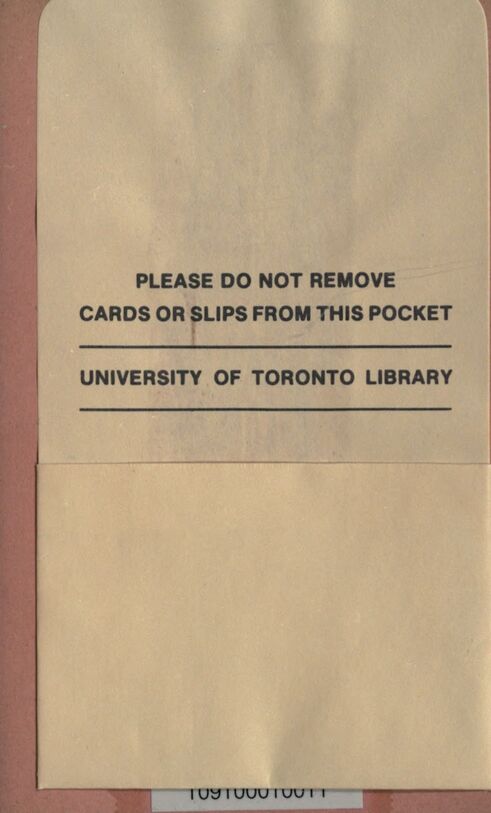 PLEASE DO NOT REMOVE
CARDS OR SLIPS FROM THIS POCKET
UNIVERSITY OF TORONTO LIBRARY